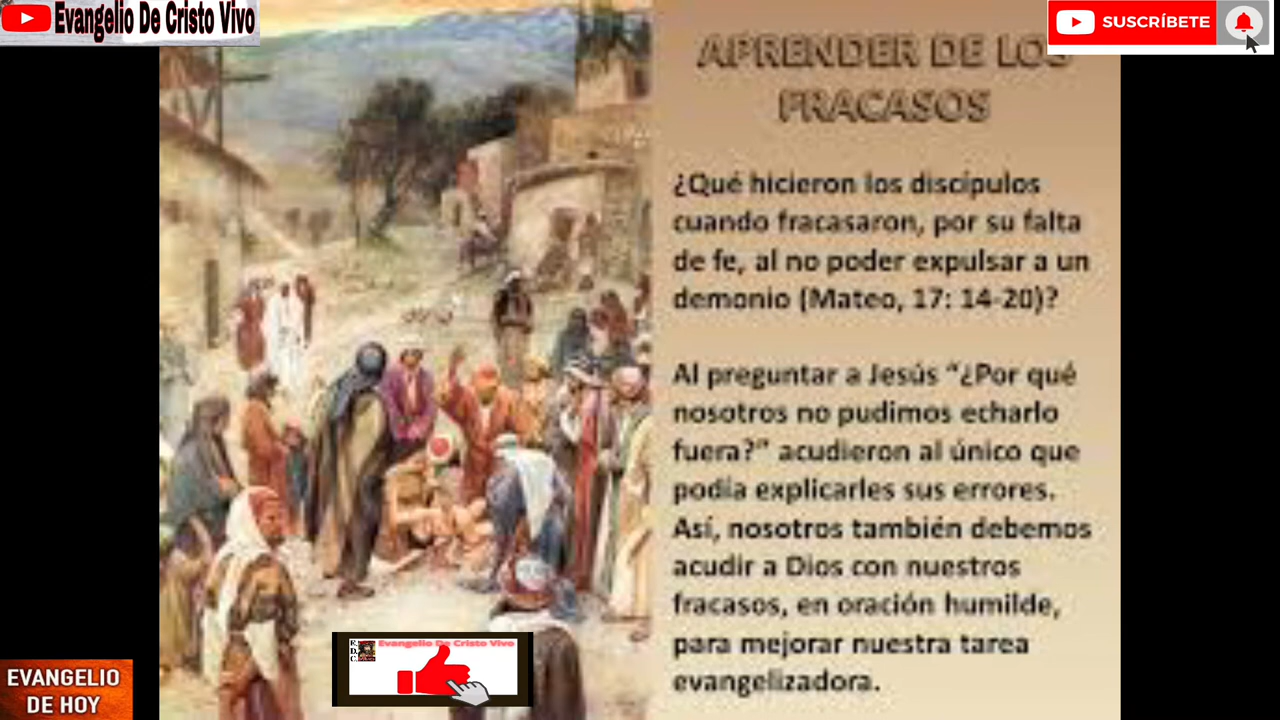 Evangelio De Cristo Vivo
SUSCRÍBETE
APRENDER DE LOS
FRACASOS
¿Qué hicieron los discípulos
cuando fracasaron, por su falta
de fe, al no poder expulsar a un
demonio (Mateo, 17: 14-20)?
Al preguntar a Jesús “¿Por qué
nosotros no pudimos echarlo
fuera?” acudieron al único que
podía explicarles sus errores.
Así, nosotros también debemos
acudir a Dios con nuestros
fracasos, en oración humilde,
para mejorar nuestra tarea
evangelizadora.
Evangelio De Cristo Vivo
EVANGELIO
DE HOY